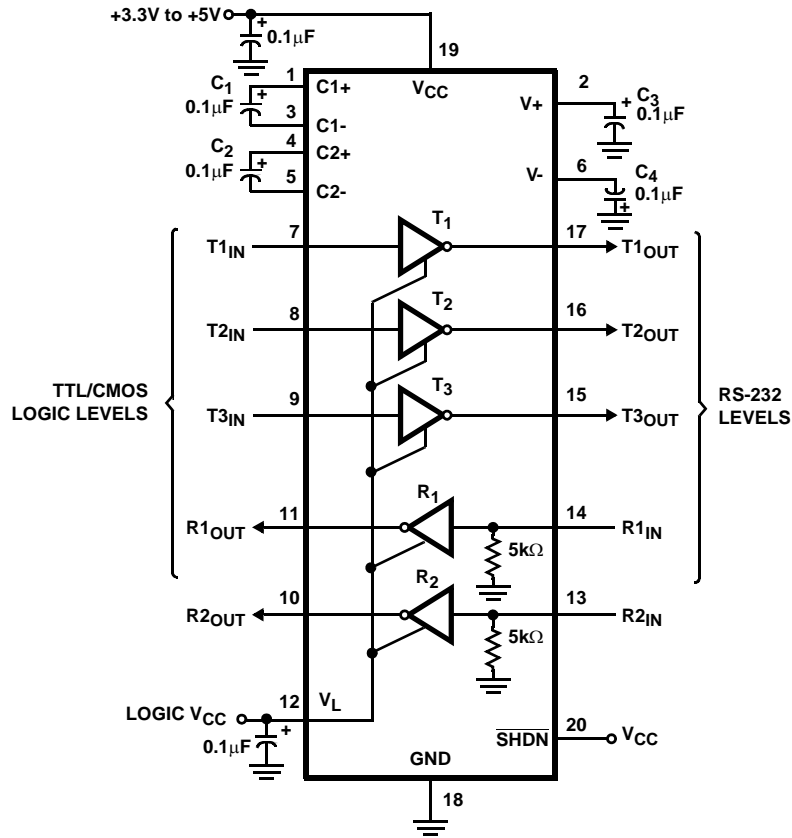 +3.3V to +5V
+
0.1µF
19
1
C1+
VCC
2
C1
0.1µF
+
V+
+
C3
0.1µF
3
C1-
4
C2+
C2
0.1µF
+
5
C2-
V-
6
C4
0.1µF
+
T1
7
17
T1IN
T1OUT
T2
8
16
T2IN
T2OUT
TTL/CMOS
LOGIC LEVELS
RS-232
LEVELS
T3
9
15
T3IN
T3OUT
R1
11
14
R1OUT
R1IN
5kΩ
R2
10
13
R2OUT
R2IN
5kΩ
12
VL
LOGIC VCC
+
0.1µF
SHDN
20
VCC
GND
18